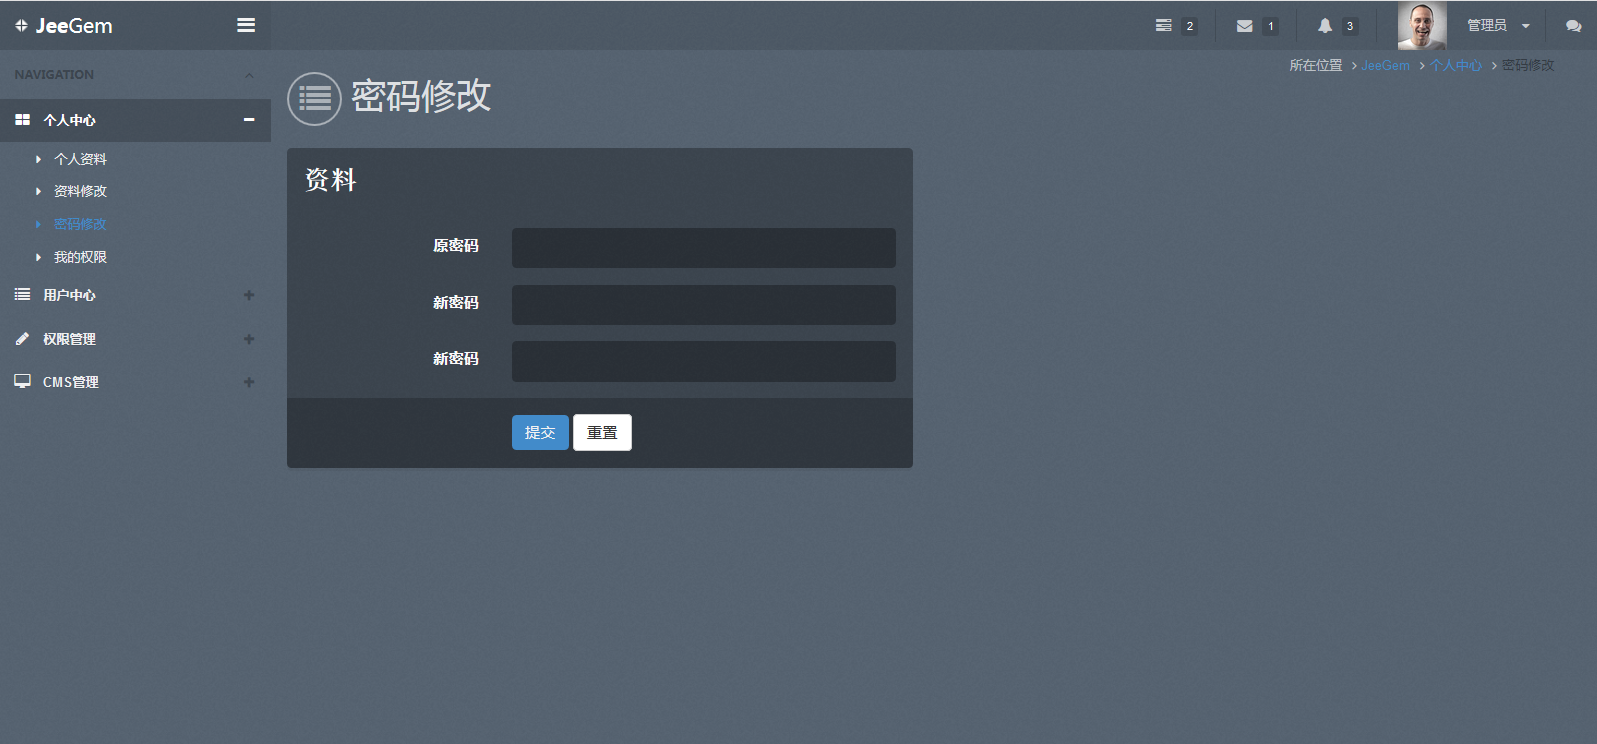 JeeGem
2
1
3
管理员
NAVIGATION
所在位置 JeeGem 个人中心 密码修改
密码修改
个人中心
个人资料
资料修改
密码修改
我的权限
用户中心
权限管理
CMS管理
资料
原密码
新密码
新密码
提交 重置